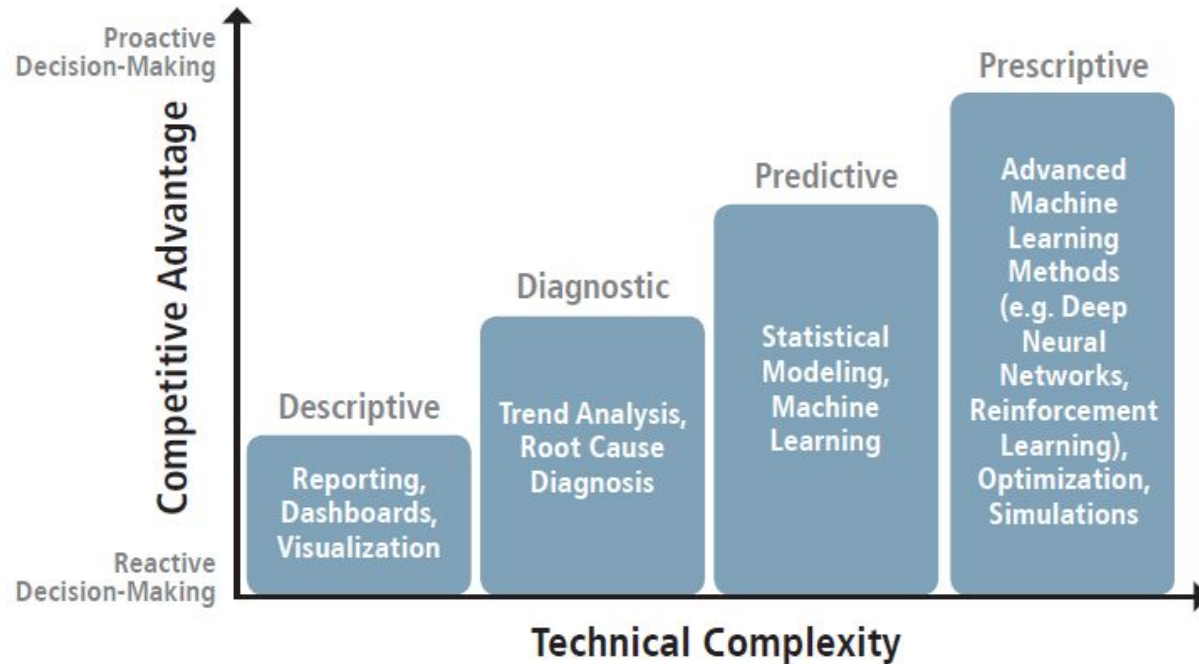 Proactive
Decision-Making
Competitive Advantage
Reactive
Decision-Making
Descriptive
Reporting,
Dashboards,
Visualization
Diagnostic
Trend Analysis,
Root Cause
Diagnosis
Predictive
Statistical
Modeling,
Machine
Learning
Prescriptive
Advanced
Machine
Learning
Methods
(e.g. Deep
Neural
Networks,
Reinforcement
Learning),
Optimization,
Simulations
Technical Complexity